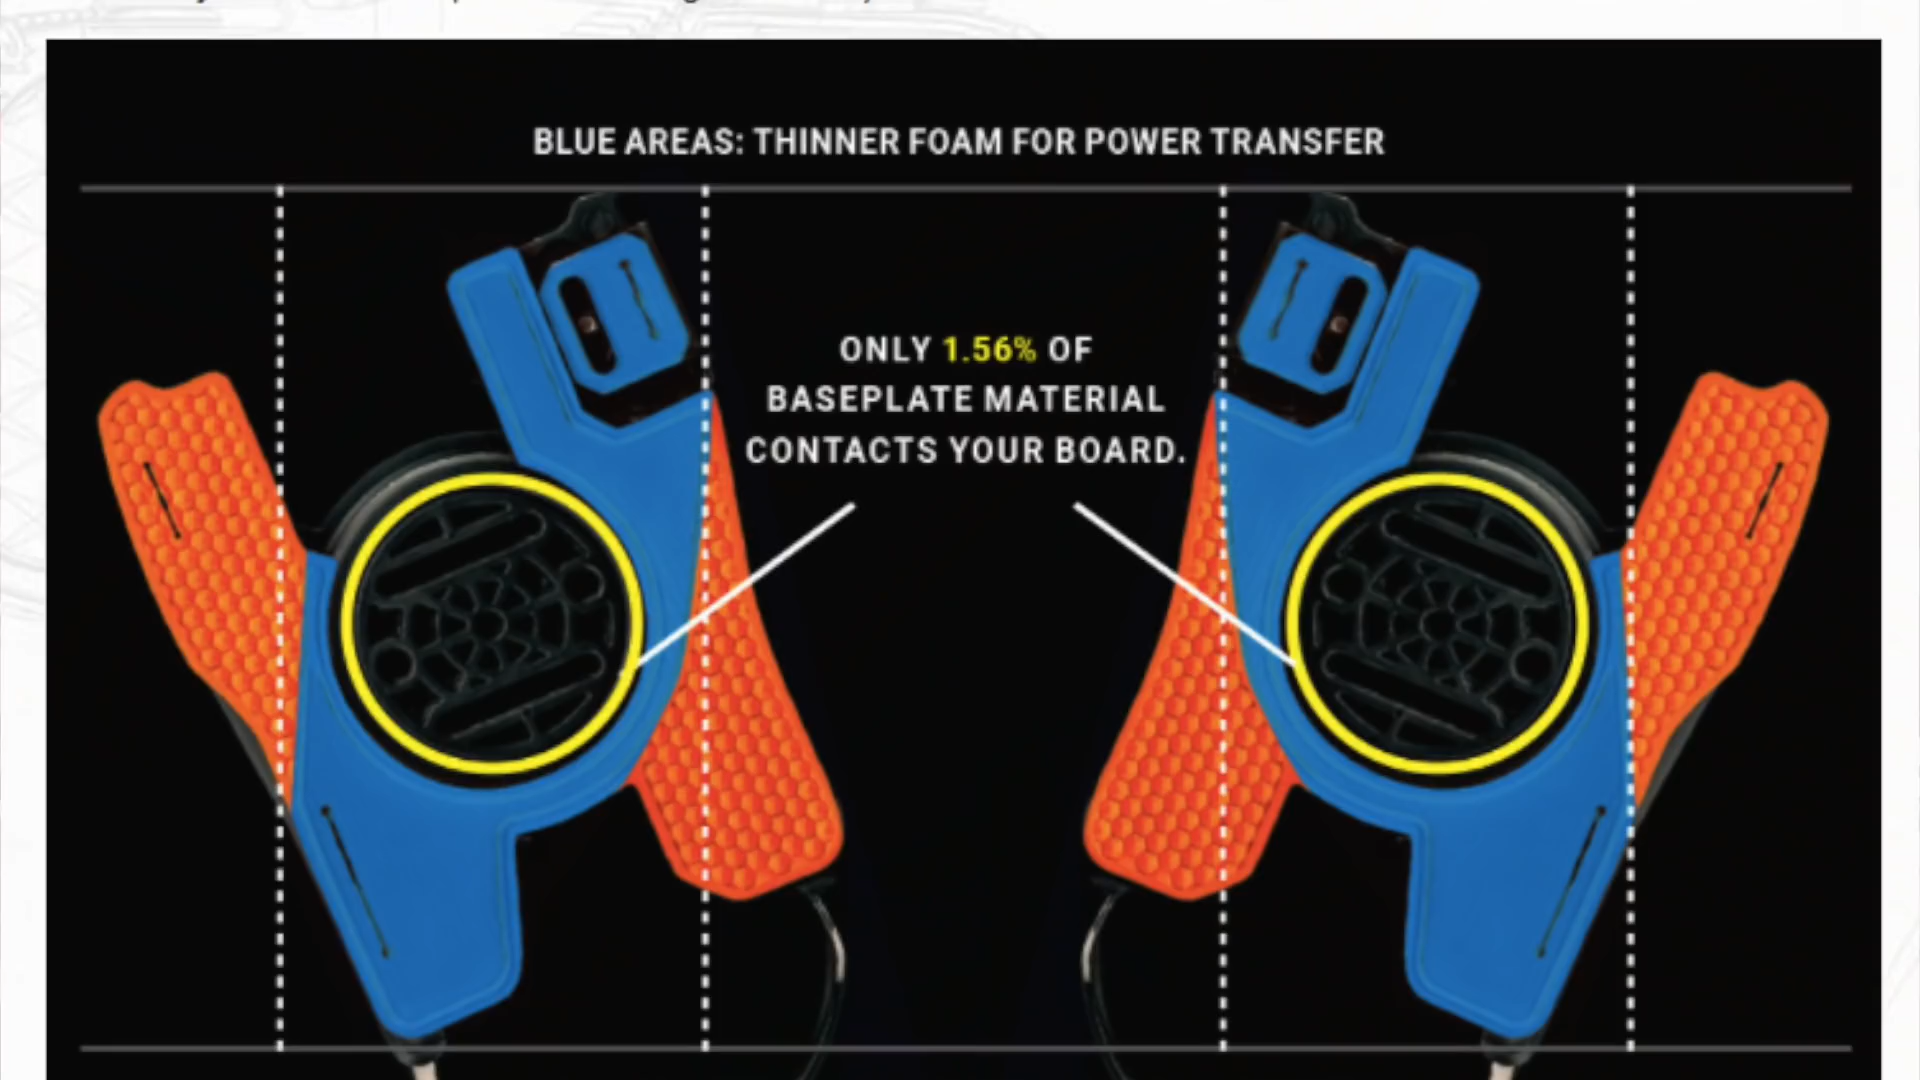 BLUE AREAS: THINNER FOAM FOR POWER TRANSFER
ONLY 1.56% OF
BASEPLATE MATERIAL
CONTACTS YOUR BOARD.